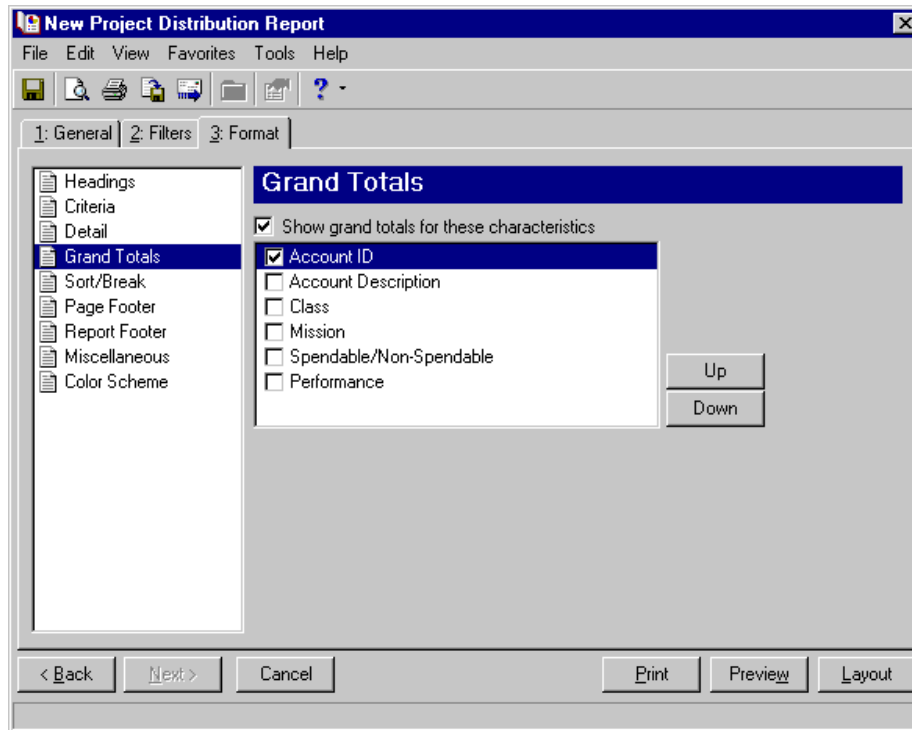 New Project Distribution Report
File Edit View Favorites Tools Help
?
1: General 2: Filters 3: Format
Headings
Criteria
Detail
Grand Totals
Sort/Break
Page Footer
Report Footer
Miscellaneous
Color Scheme
Grand Totals
Show grand totals for these characteristics
Account ID
Account Description
Class
Mission
Spendable/Non-Spendable
Performance
Up
Down
< Back Next > Cancel Print Preview Layout